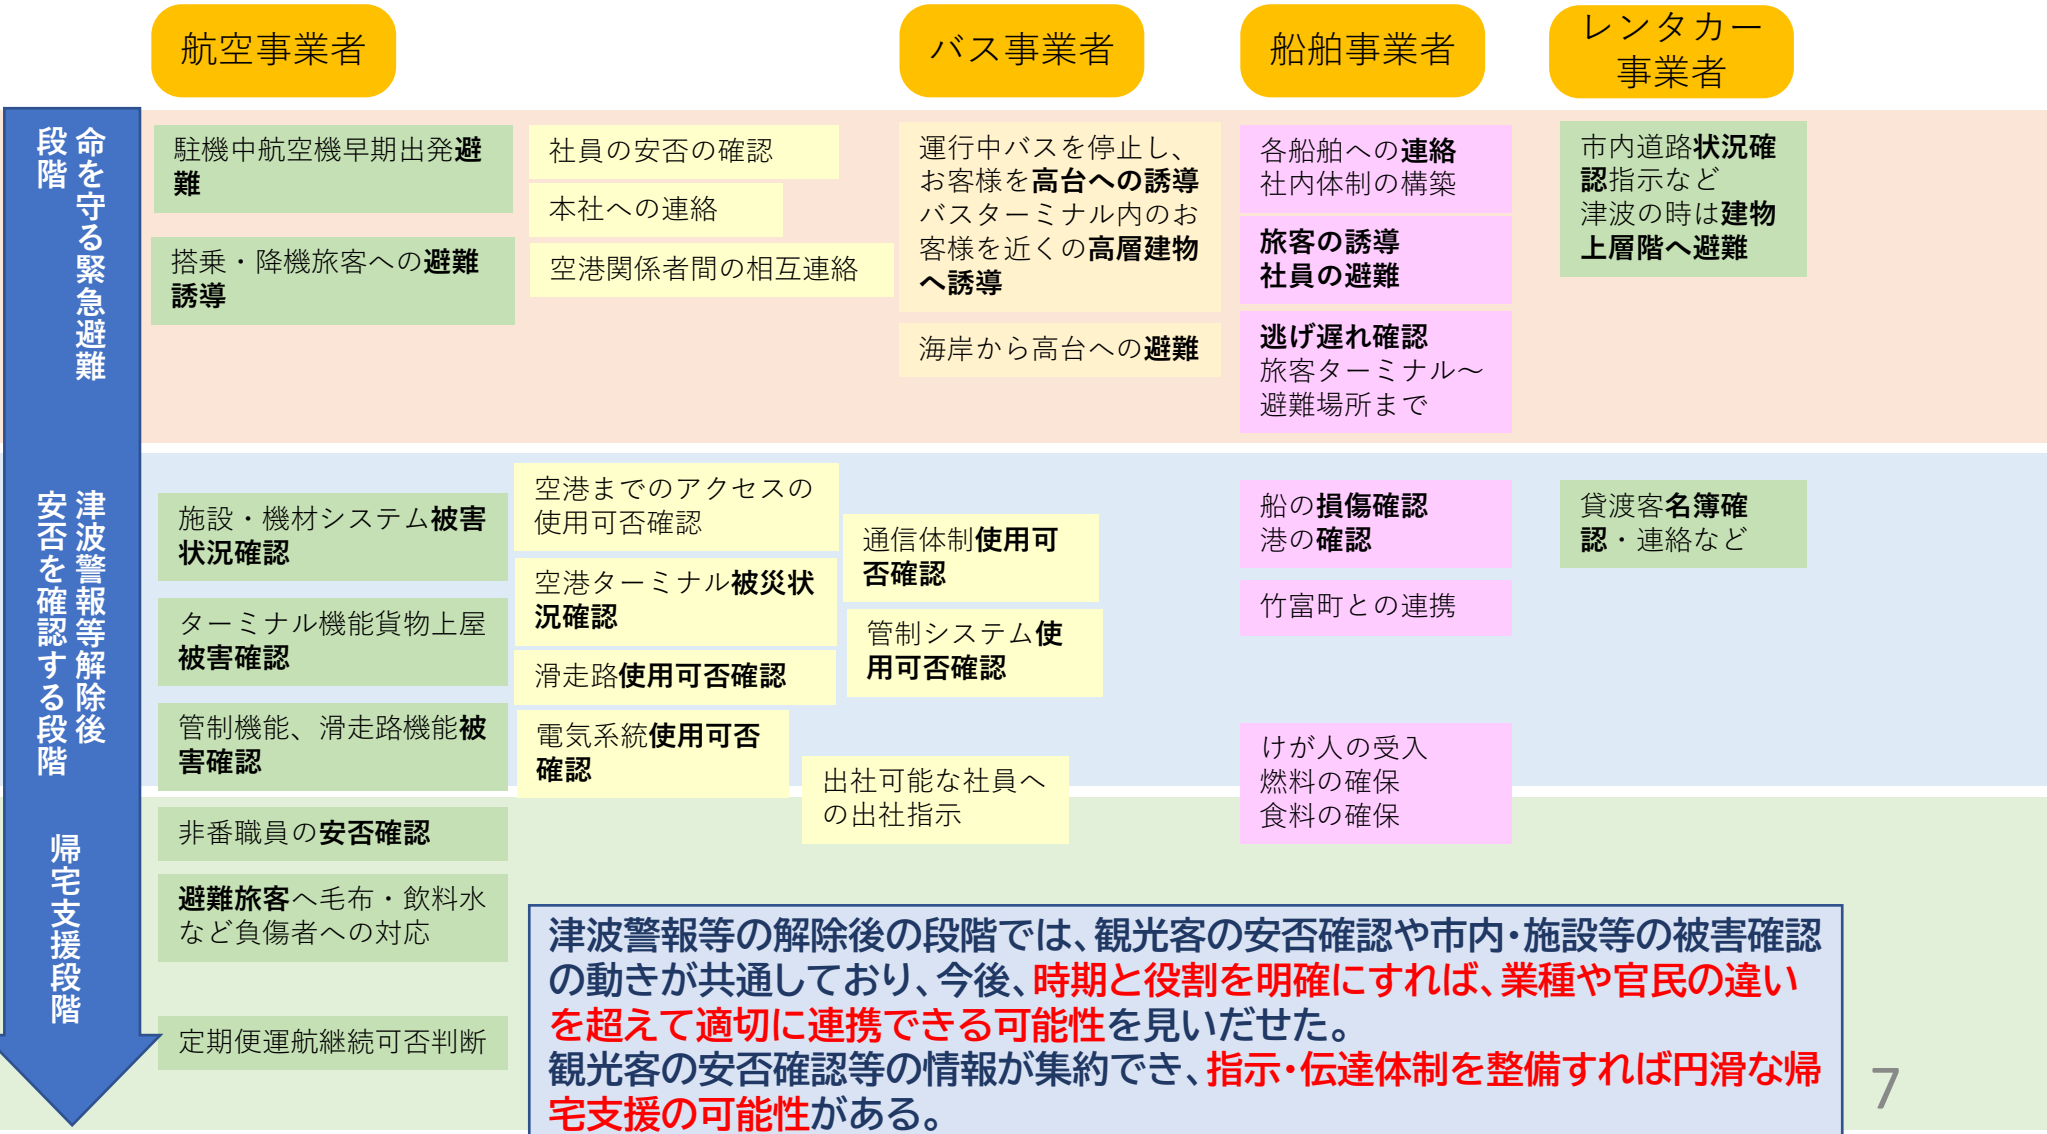 航空事業者
バス事業者
船舶事業者
レンタカー
事業者
命を守る緊急避難
段階
駐機中航空機早期出発避
難
搭乗・降機旅客への避難
誘導
社員の安否の確認
本社への連絡
空港関係者間の相互連絡
運行中バスを停止し、
お客様を高台への誘導
バスターミナル内のお
客様を近くの高層建物
へ誘導
海岸から高台への避難
各船舶への連絡
社内体制の構築
旅客の誘導
社員の避難
逃げ遅れ確認
旅客ターミナル～
避難場所まで
市内道路状況確
認指示など
津波の時は建物
上層階へ避難
津波警報等解除後
安否を確認する段階
施設・機材システム被害
状況確認
ターミナル機能貨物上屋
被害確認
管制機能、滑走路機能被
害確認
空港までのアクセスの
使用可否確認
空港ターミナル被災状
況確認
滑走路使用可否確認
電気系統使用可否
確認
通信体制使用可
否確認
管制システム使
用可否確認
出社可能な社員へ
の出社指示
船の損傷確認
港の確認
竹富町との連携
けが人の受入
燃料の確保
食料の確保
貸渡客名簿確
認・連絡など
帰宅支援段階
非番職員の安否確認
避難旅客へ毛布・飲料水
など負傷者への対応
定期便運航継続可否判断
津波警報等の解除後の段階では、観光客の安否確認や市内・施設等の被害確認
の動きが共通しており、今後、時期と役割を明確にすれば、業種や官民の違い
を超えて適切に連携できる可能性を見いだせた。
観光客の安否確認等の情報が集約でき、指示・伝達体制を整備すれば円滑な帰
宅支援の可能性がある。
7